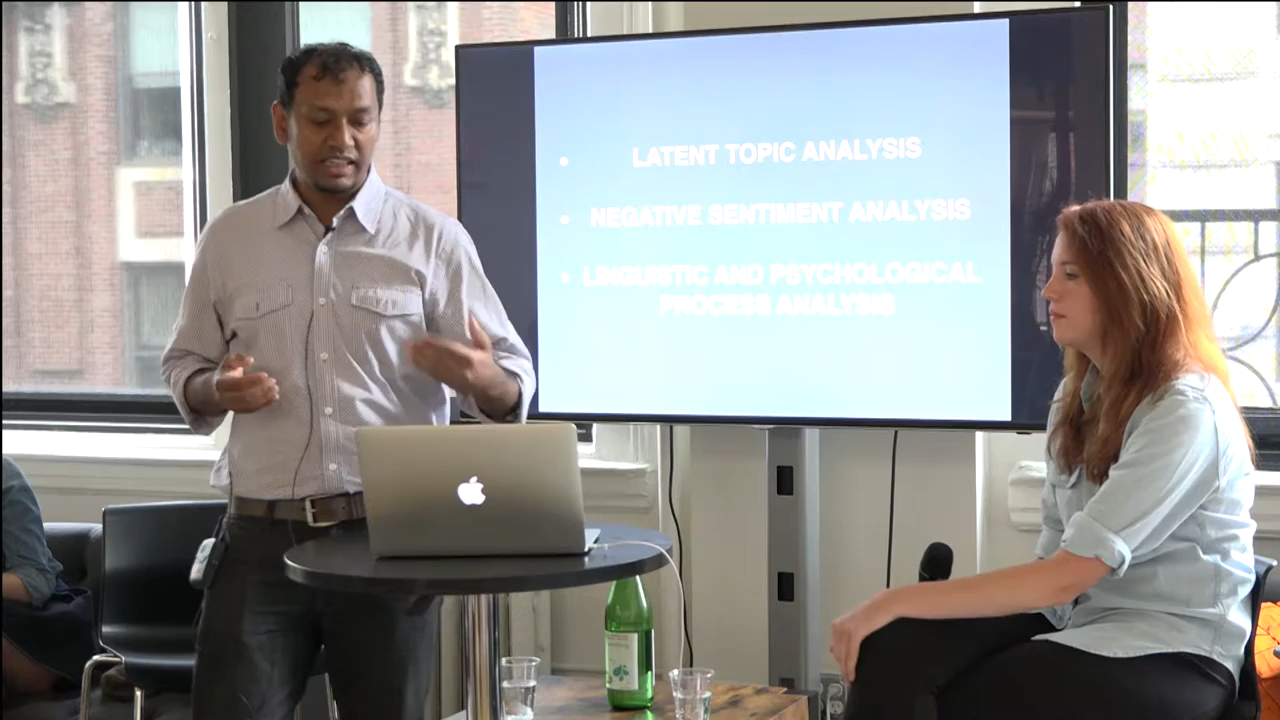 • LATENT TOPIC ANALYSIS
• NEGATIVE SENTIMENT ANALYSIS
• LINGUISTIC AND PSYCHOLOGICAL
PROCESS ANALYSIS